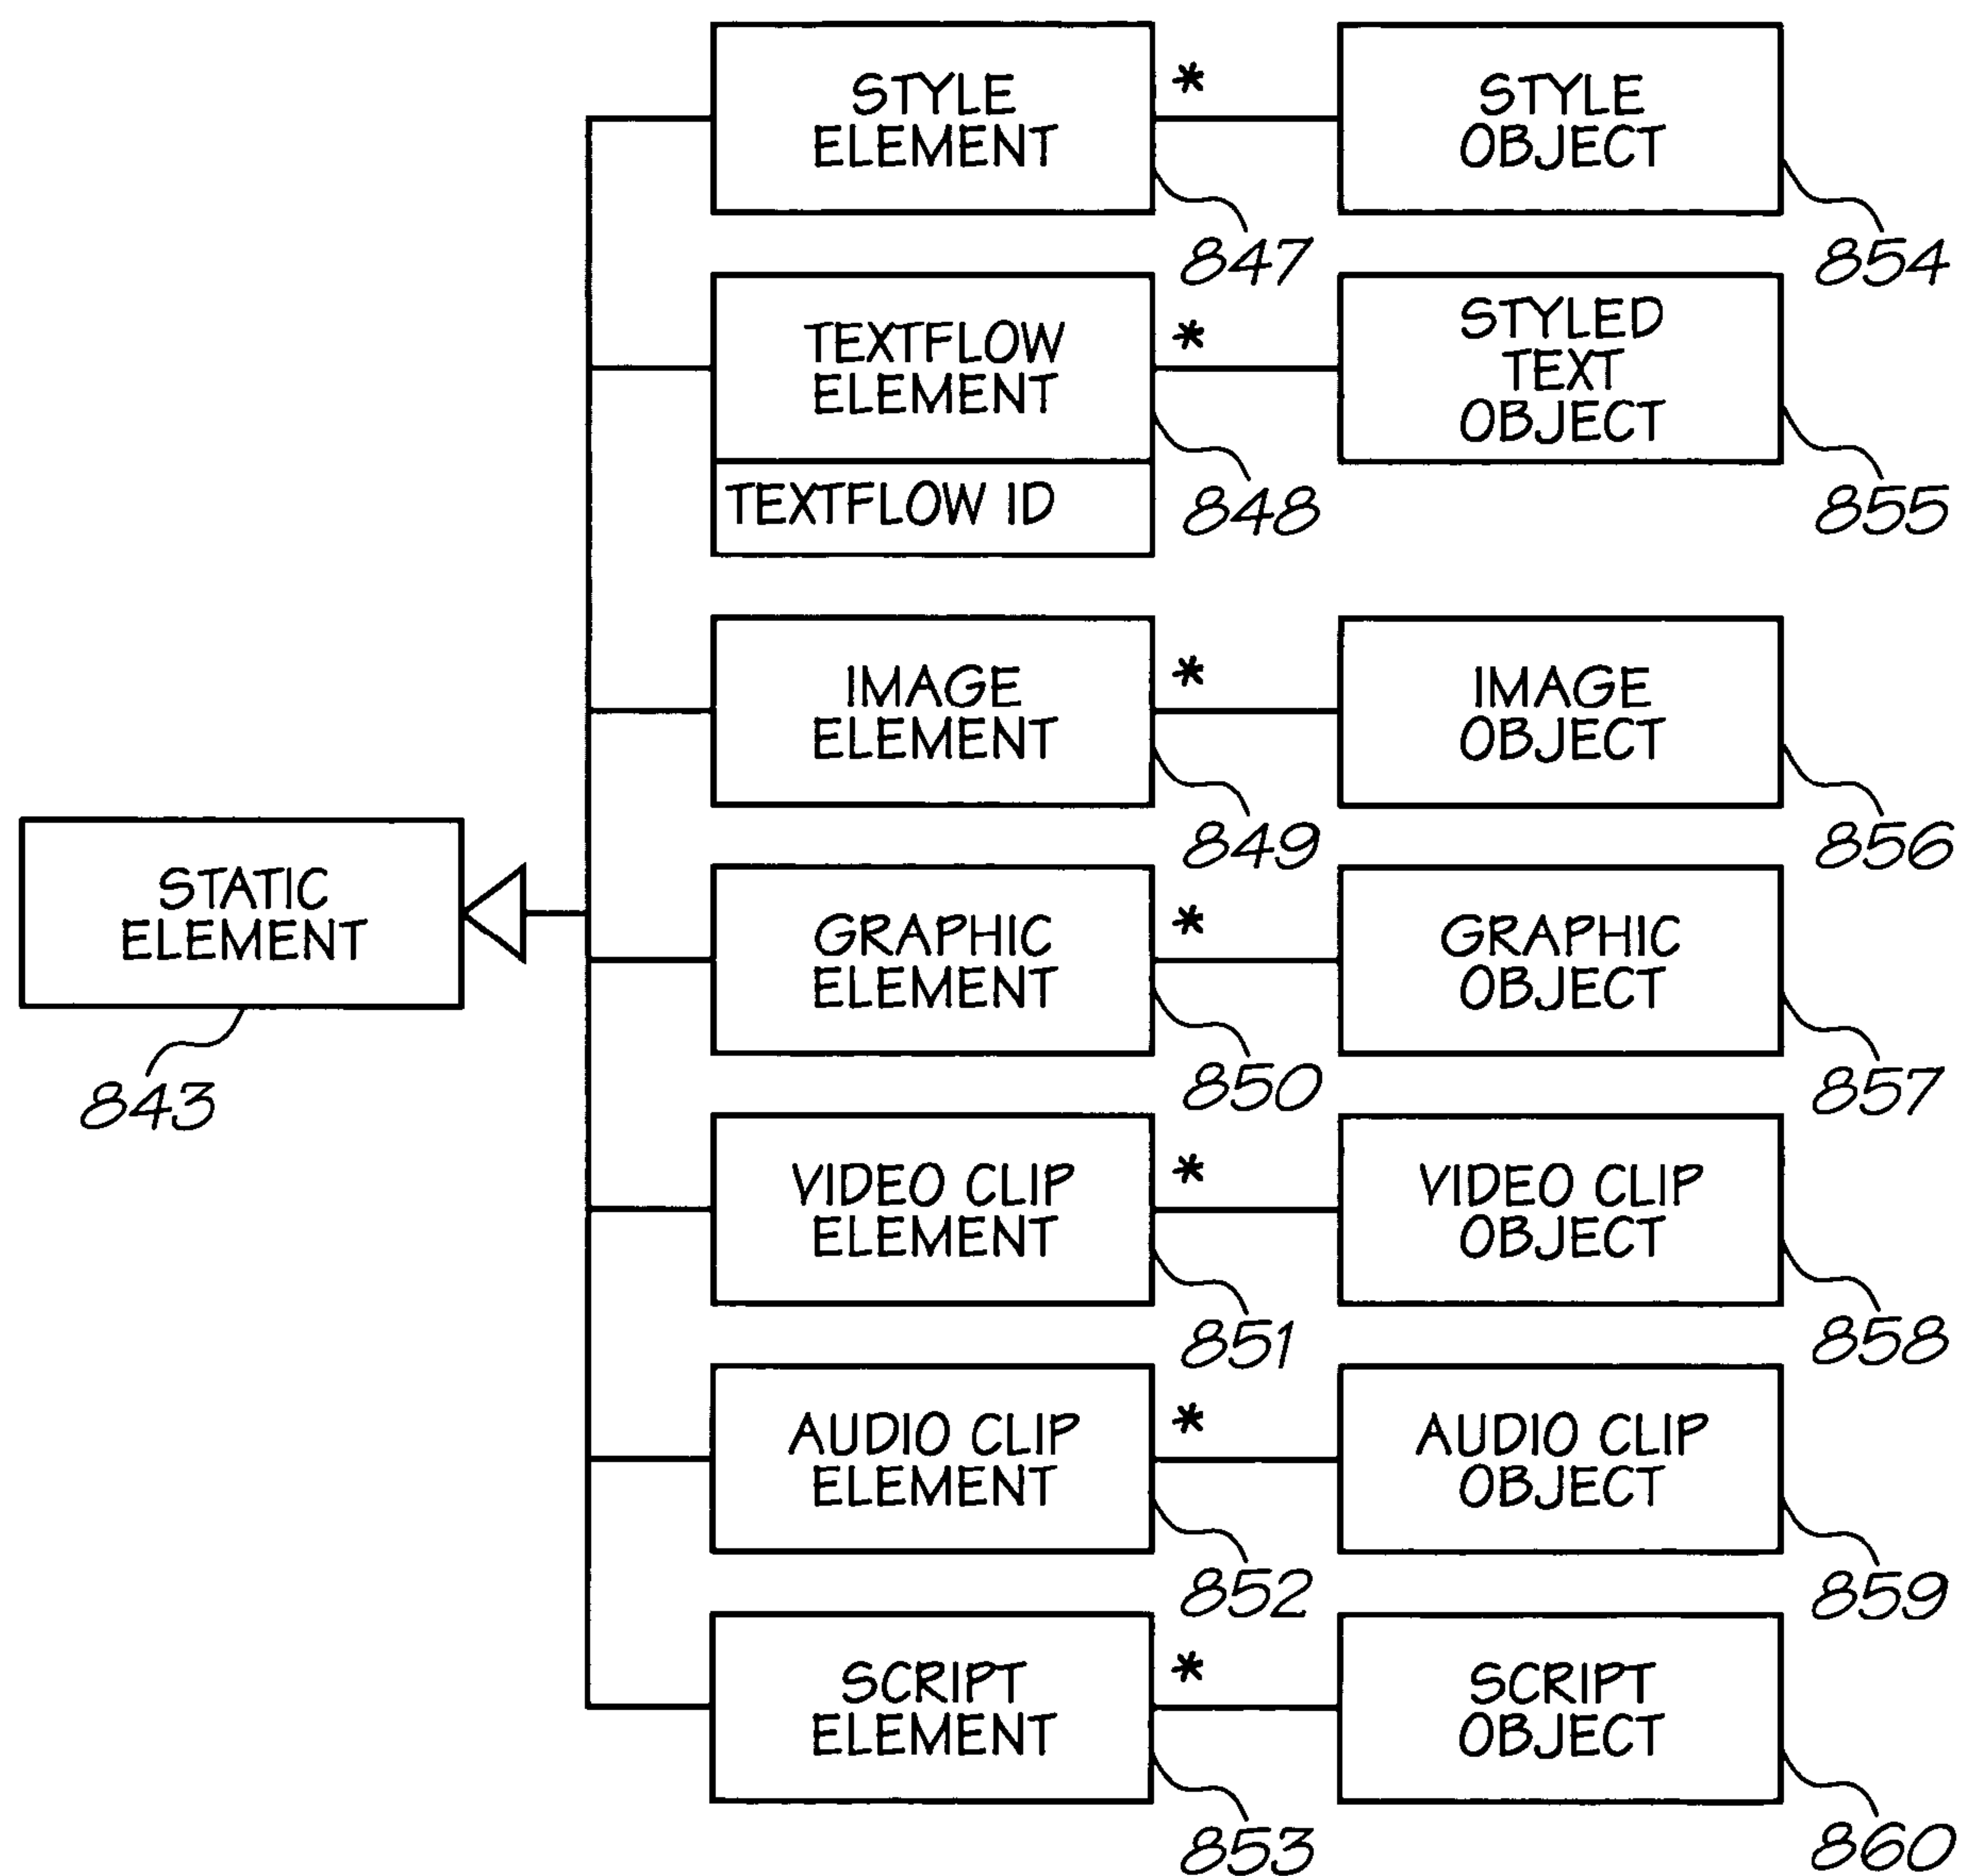 STYLE
ELEMENT
*
STYLE
OBJECT
847
854
TEXTFLOW
ELEMENT
*
STYLED
TEXT
OBJECT
TEXTFLOW ID
848
855
IMAGE
ELEMENT
*
IMAGE
OBJECT
849
856
STATIC
ELEMENT
843
GRAPHIC
ELEMENT
*
GRAPHIC
OBJECT
850
857
VIDEO CLIP
ELEMENT
*
VIDEO CLIP
OBJECT
851
858
AUDIO CLIP
ELEMENT
*
AUDIO CLIP
OBJECT
852
859
SCRIPT
ELEMENT
*
SCRIPT
OBJECT
853
860